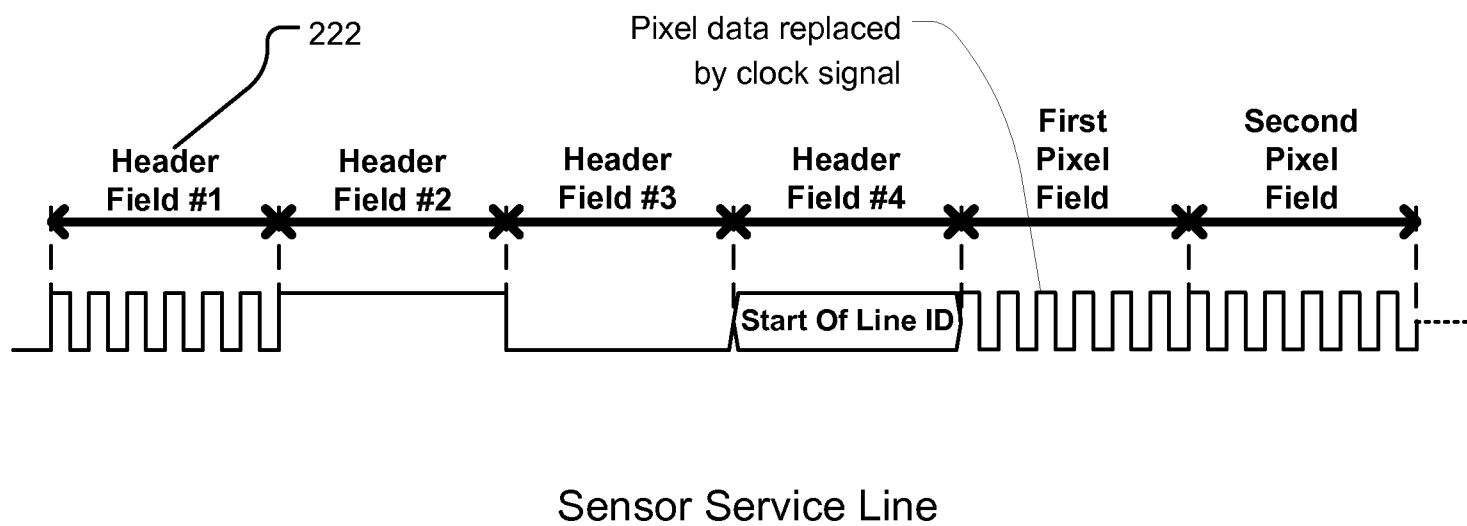 222
Pixel data replaced
by clock signal
Header
Field #1
Header
Field #2
Header
Field #3
Header
Field #4
First
Pixel
Field
Second
Pixel
Field
Start Of Line ID
Sensor Service Line